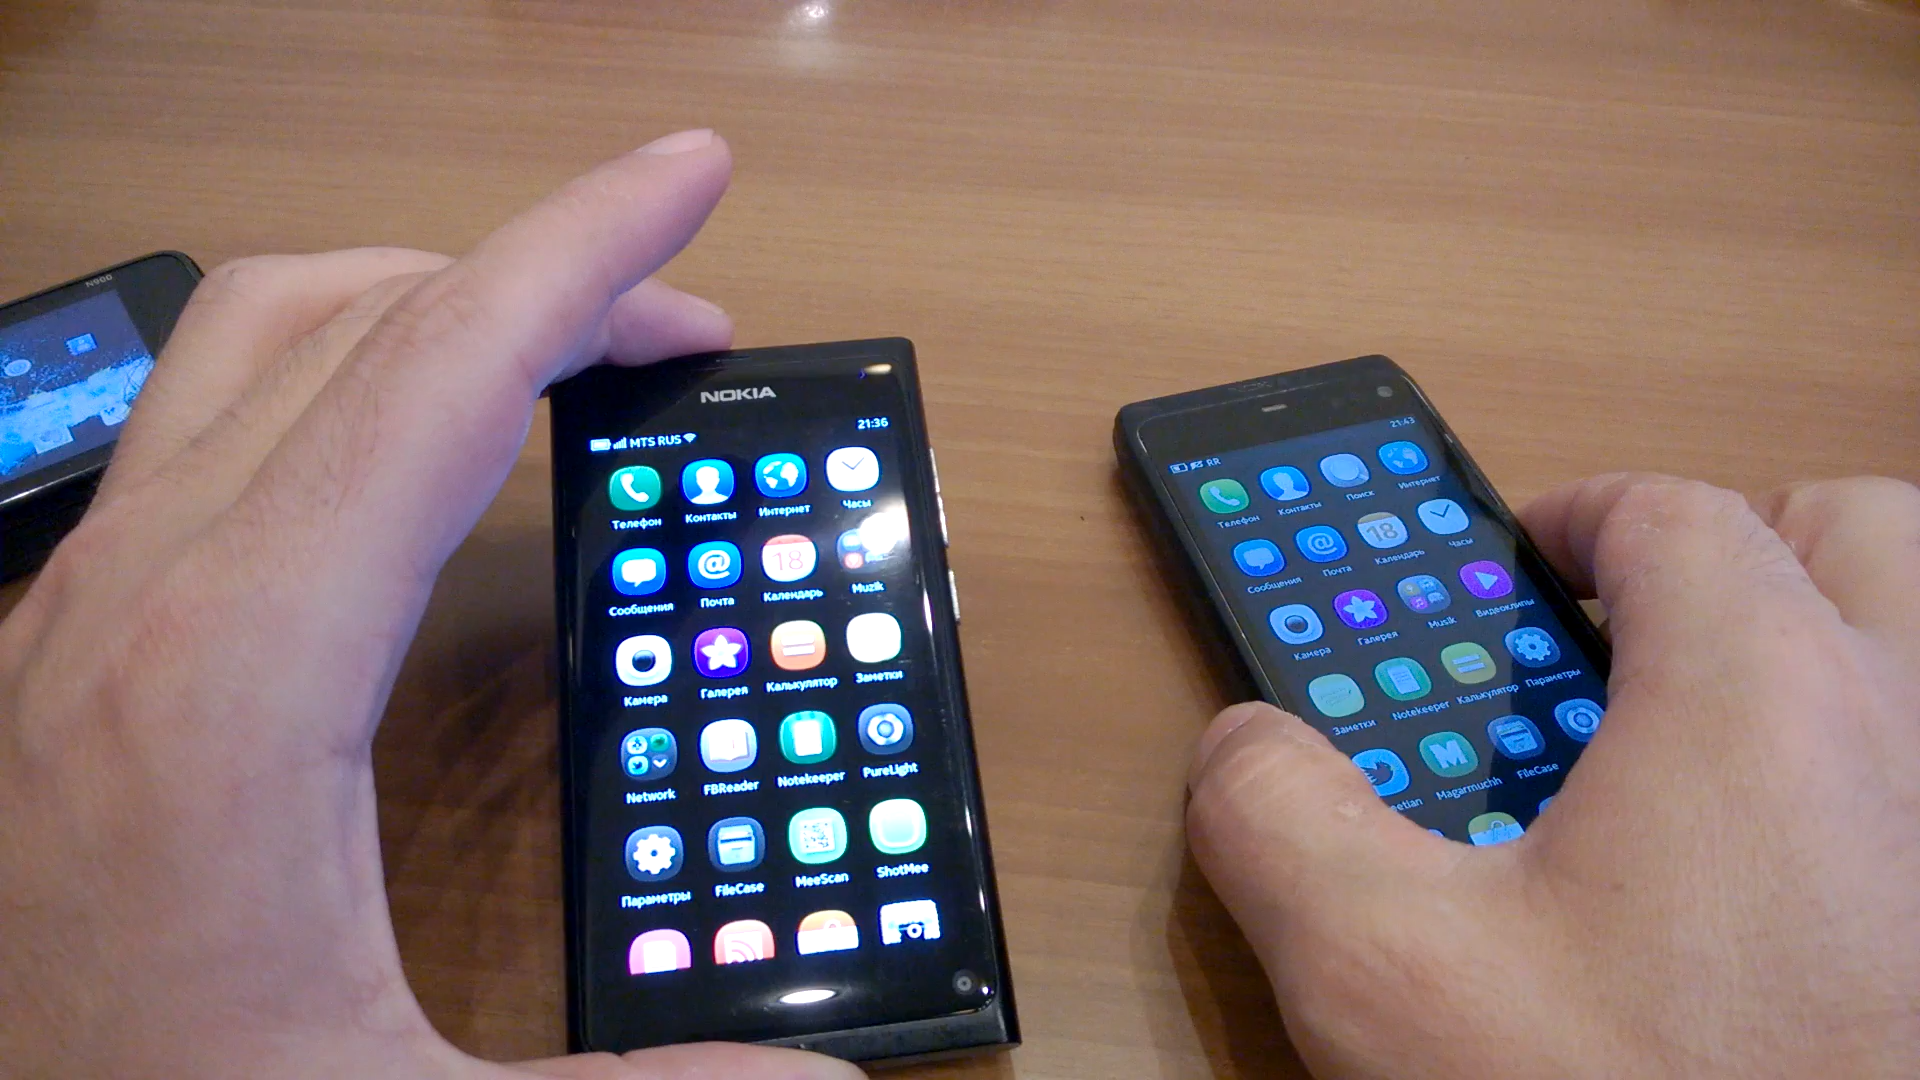 N900
NOKIA
MTS RUS 21:36
Телефон Контакты Интернет Часы
18
Сообщения Почта Календарь Muzik
Камера Галерея Калькулятор Заметки
Network FBReader Notekeeper PureLight
Параметры FileCase MeeScan ShotMee
RR 21:43
Телефон Контакты Поиск Интернет
18
Сообщения Почта Календарь Часы
Камера Галерея Musik Видеоклипы
Заметки Notekeeper Калькулятор Параметры
Magarmuchh FileCase